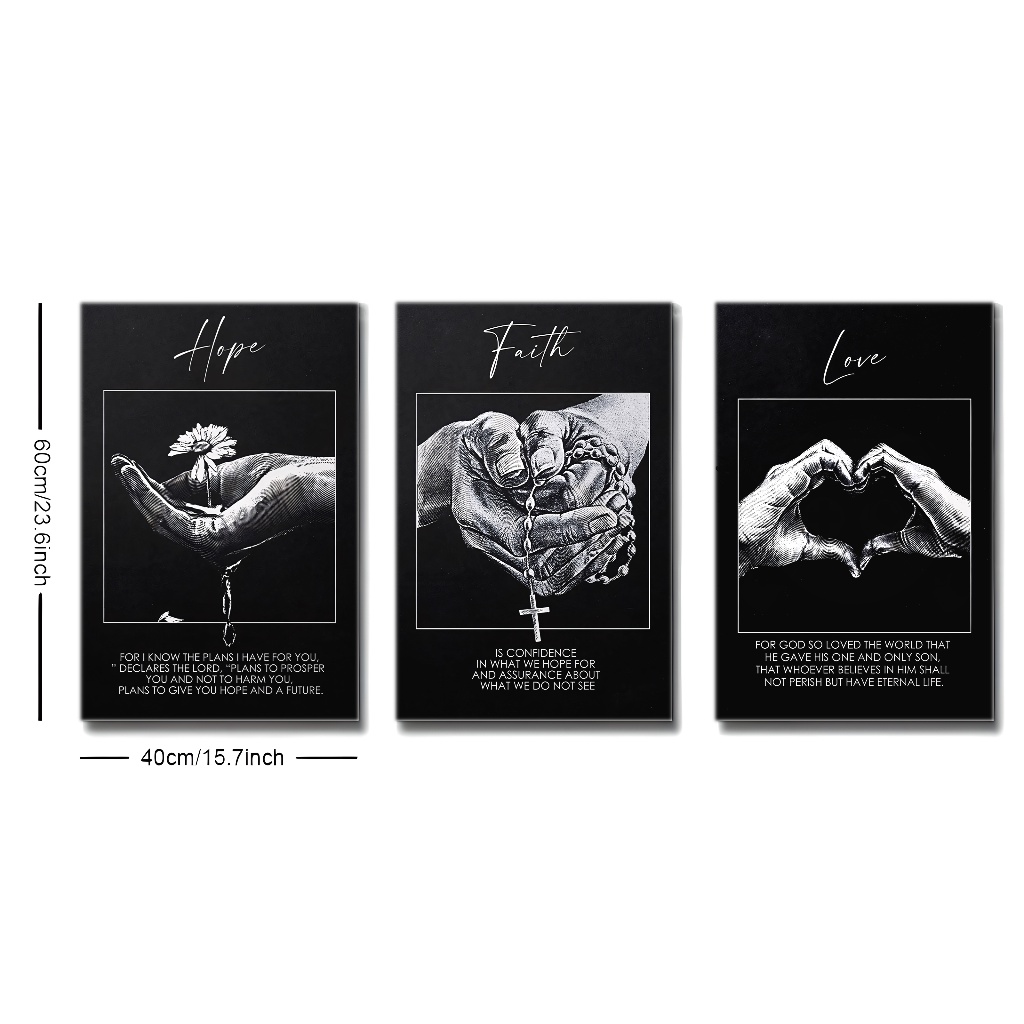 Hope
FOR I KNOW THE PLANS I HAVE FOR YOU,
" DECLARES THE LORD, "PLANS TO PROSPER
YOU AND NOT TO HARM YOU,
PLANS TO GIVE YOU HOPE AND A FUTURE.
Faith
IS CONFIDENCE
IN WHAT WE HOPE FOR
AND ASSURANCE ABOUT
WHAT WE DO NOT SEE
Love
FOR GOD SO LOVED THE WORLD THAT
HE GAVE HIS ONE AND ONLY SON,
THAT WHOEVER BELIEVES IN HIM SHALL
NOT PERISH BUT HAVE ETERNAL LIFE.
60cm/23.6inch
40cm/15.7inch